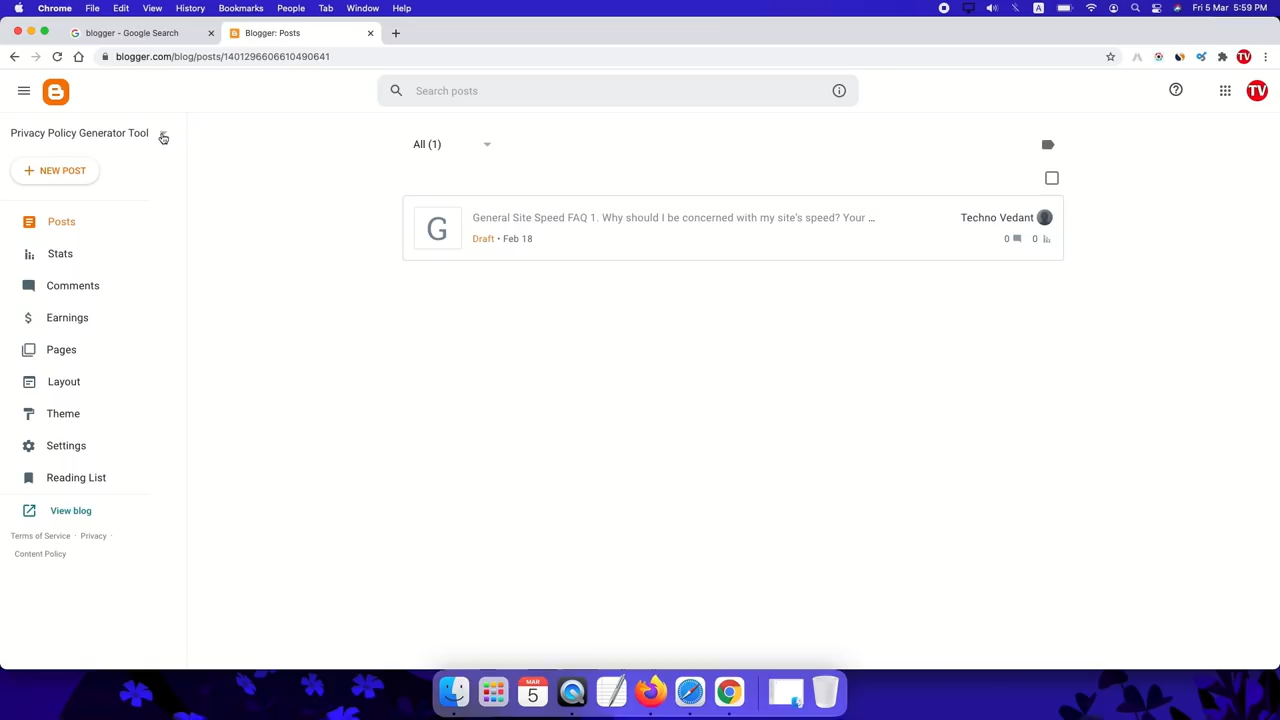 Chrome File Edit View History Bookmarks People Tab Window Help A Fri 5 Mar 5:59 PM
blogger - Google Search Blogger: Posts
blogger.com/blog/posts/1401296606610490641 TV
Search posts TV
Privacy Policy Generator Tool
All (1)
NEW POST
Posts
General Site Speed FAQ 1. Why should I be concerned with my site's speed? Your ... Techno Vedant
G
Draft • Feb 18 0 0
Stats
Comments
Earnings
Pages
Layout
Theme
Settings
Reading List
View blog
Terms of Service · Privacy ·
Content Policy
MAR
5